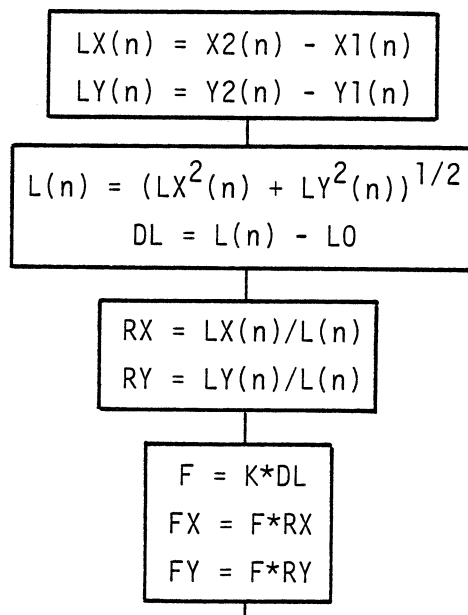 LX(n) = X2(n) - X1(n)
LY(n) = Y2(n) - Y1(n)
L(n) = (LX²(n) + LY²(n))¹/²
DL = L(n) - L0
RX = LX(n)/L(n)
RY = LY(n)/L(n)
F = K*DL
FX = F*RX
FY = F*RY